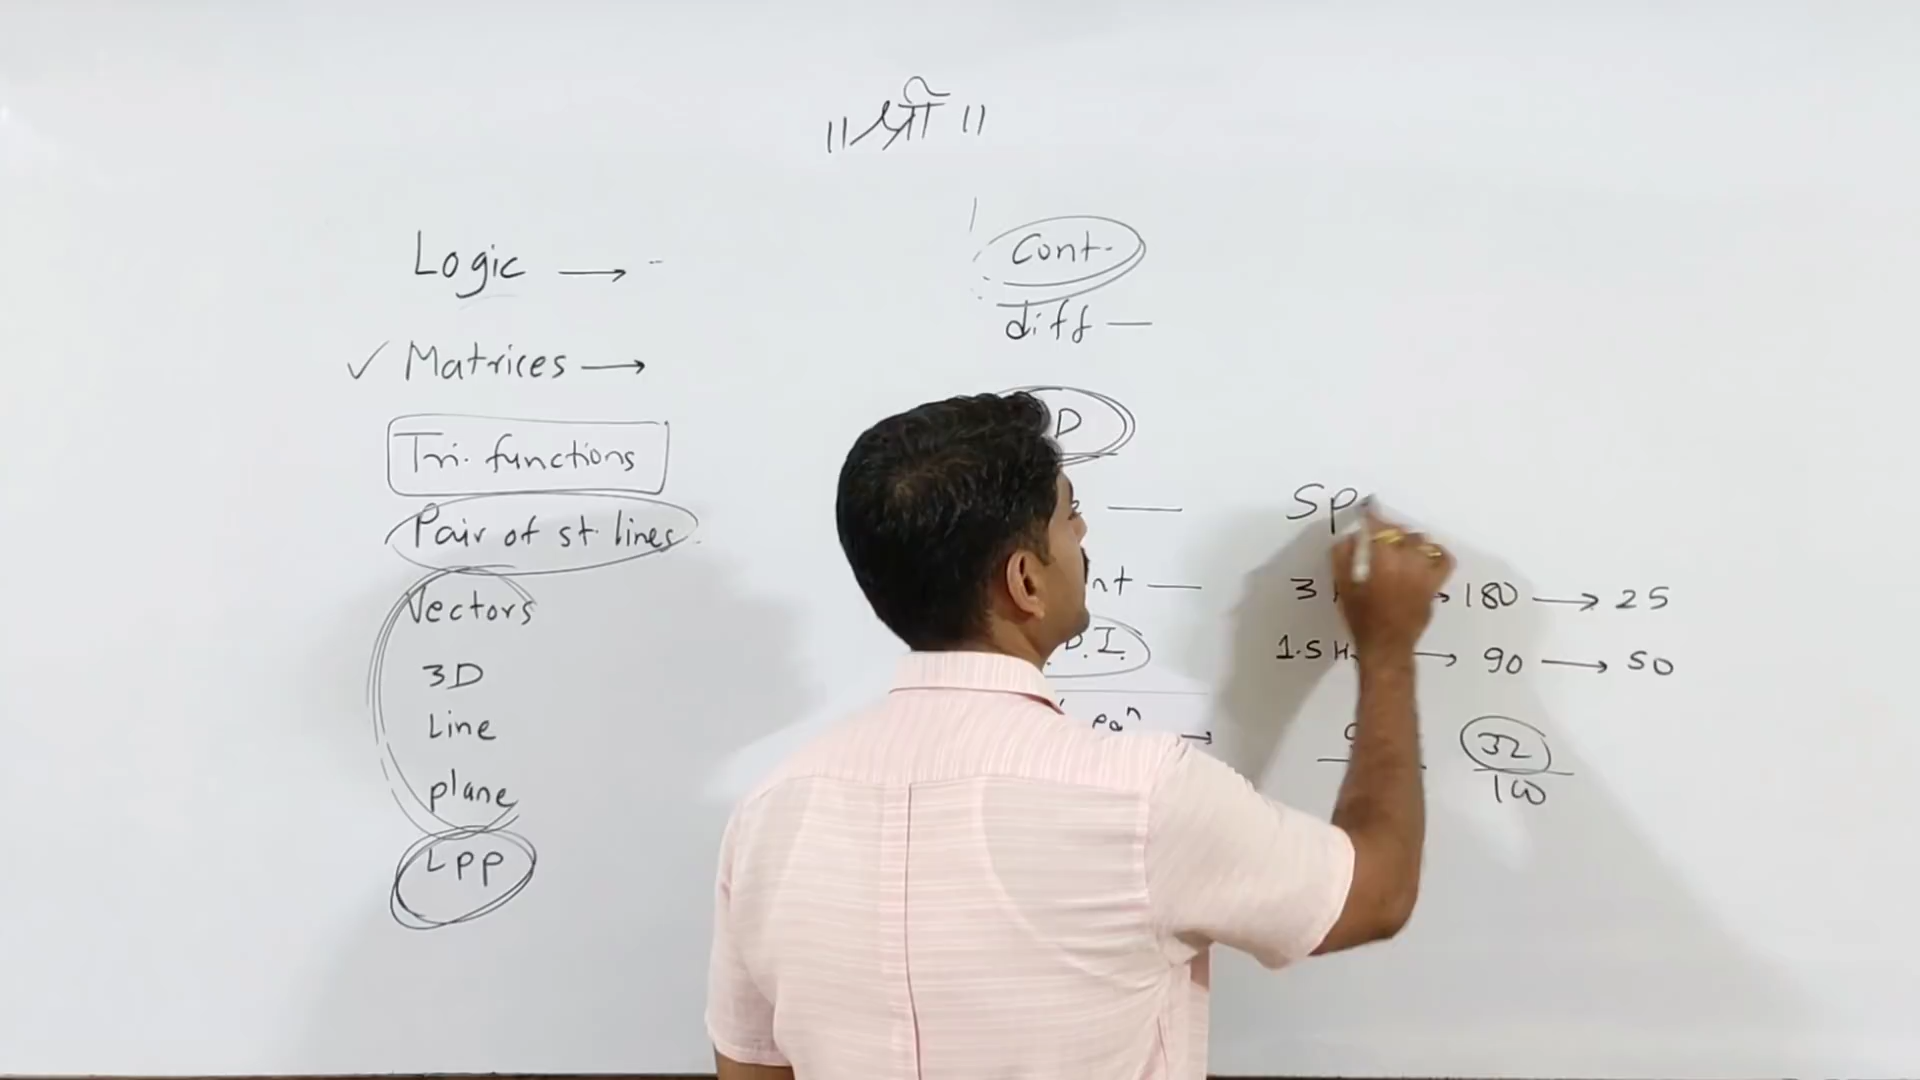 ॥ श्री ॥
Logic →
✓ Matrices →
Tri. functions
Pair of st. lines
Vectors
3D
Line
plane
LPP
Cont.
diff —
D
nt —
D.I.
eqⁿ →
Sp
3 H → 180 → 25
1.5 H → 90 → 50
32
100